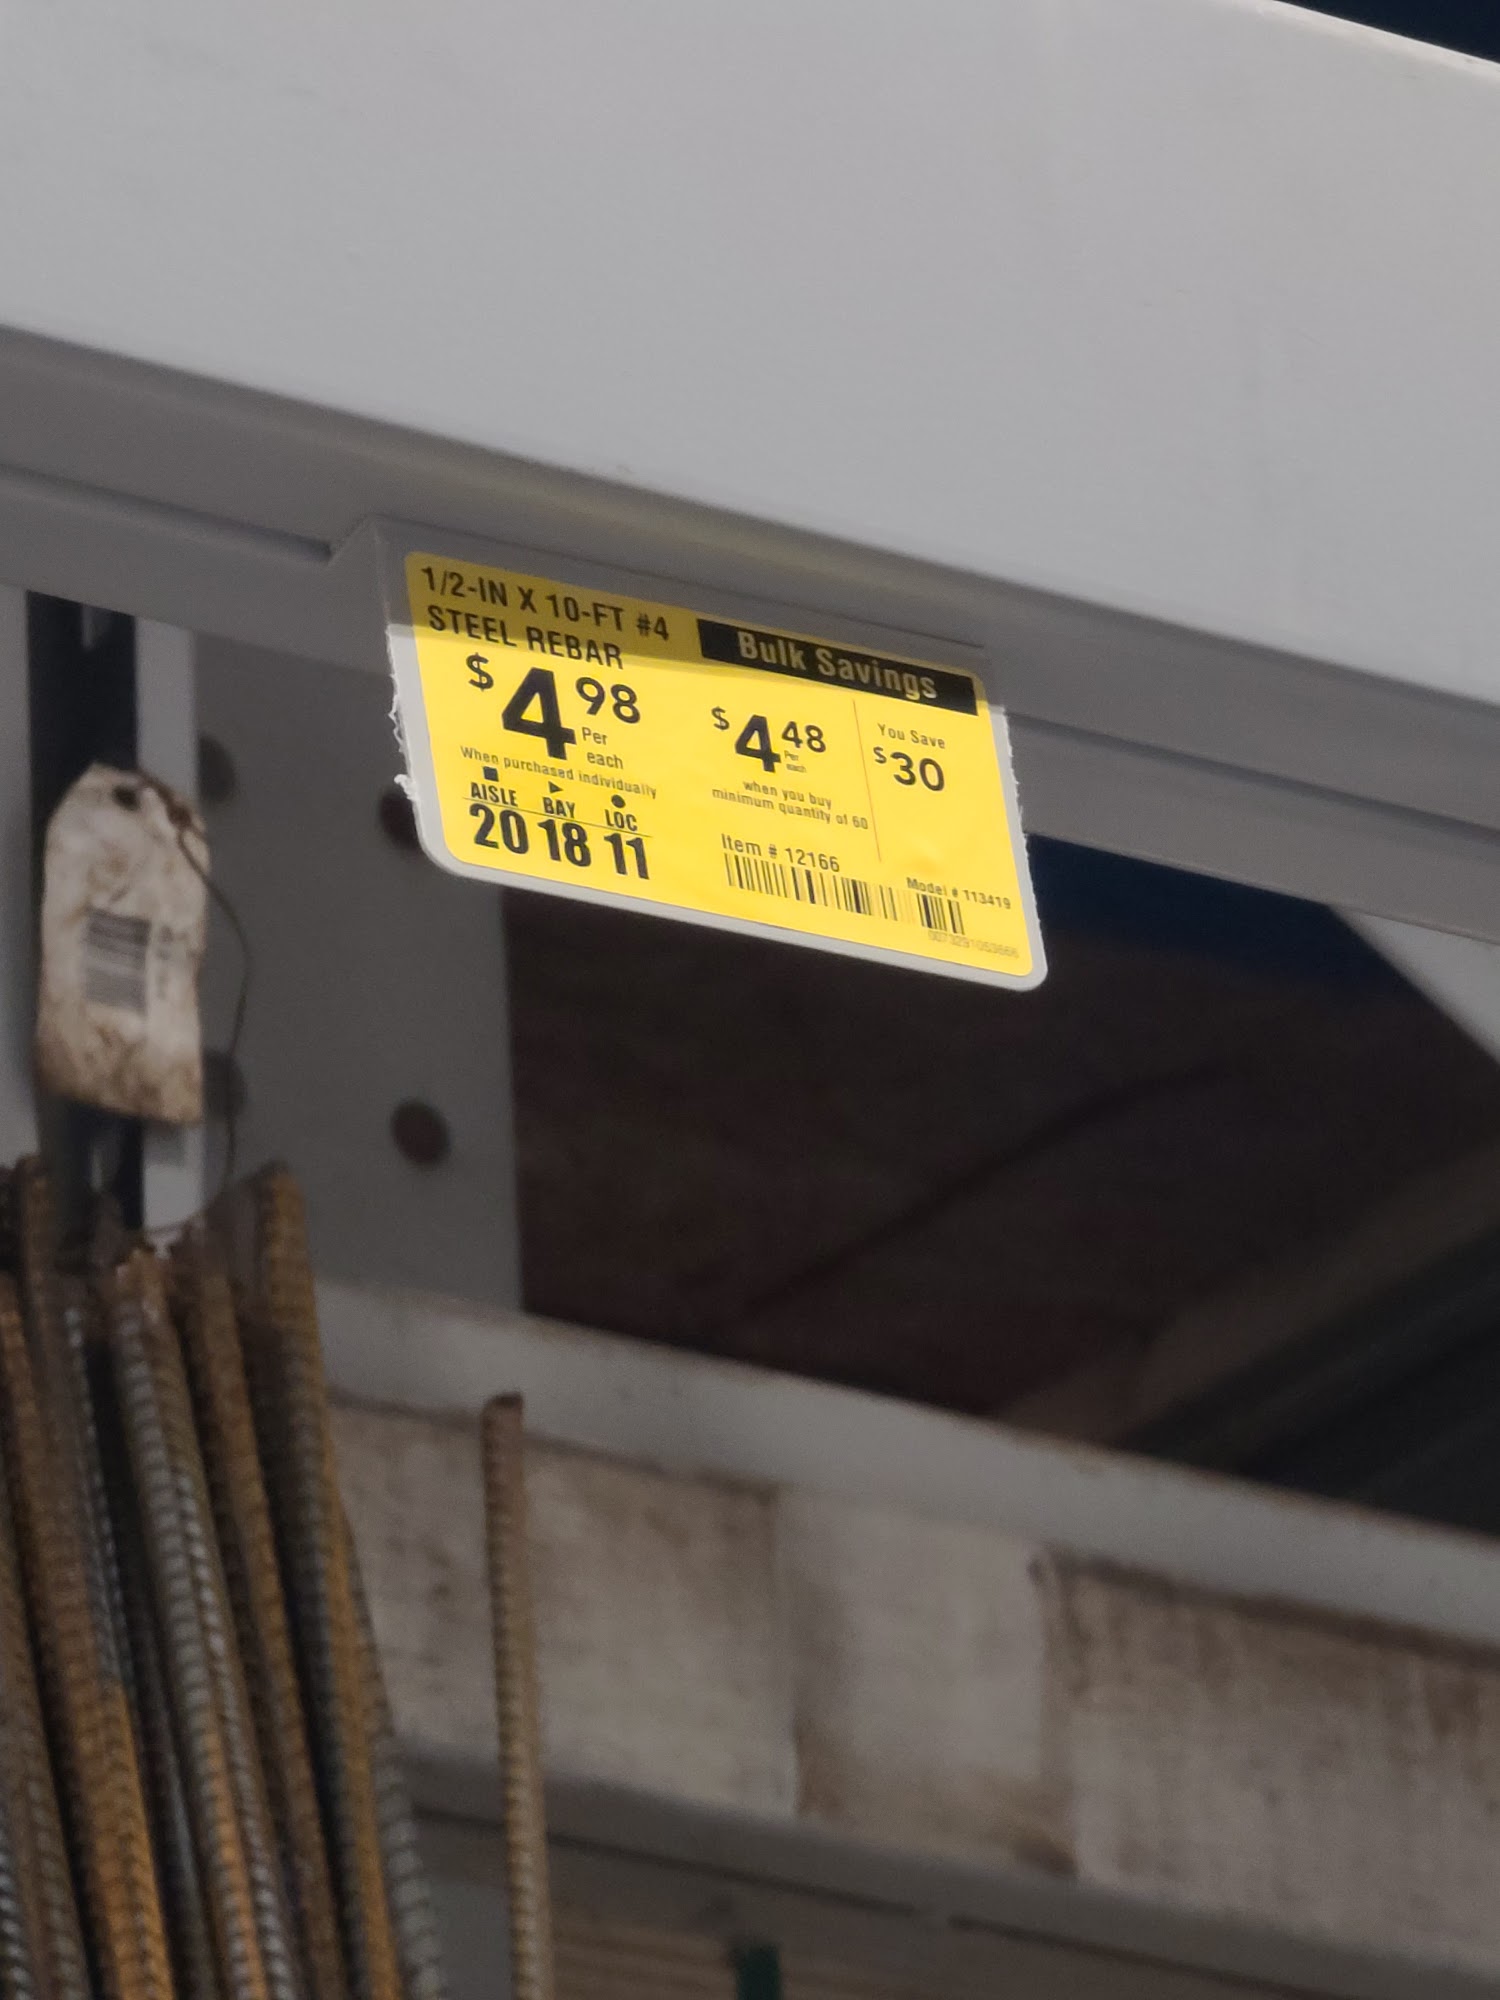 1/2-IN X 10-FT #4
STEEL REBAR
$4 98
Per
each
When purchased individually
AISLE BAY LOC
20 18 11
Bulk Savings
$4 48
Per
each
when you buy
minimum quantity of 60
You Save
$30
Item # 12166
Model # 113419